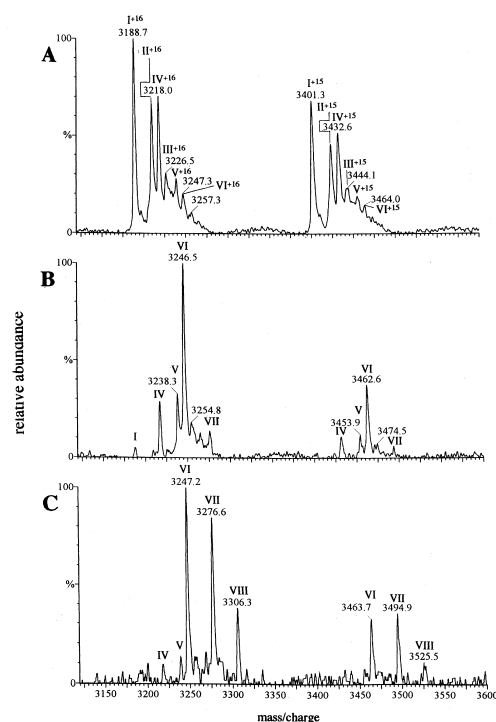 A
100
%
0
I+16
3188.7
II+16
IV+16
3218.0
III+16
3226.5
V+16
3247.3
VI+16
3257.3
I+15
3401.3
II+15
IV+15
3432.6
III+15
3444.1
V+15
3464.0
VI+15
B
100
%
0
relative abundance
I
IV
V
3238.3
VI
3246.5
3254.8
VII
IV
V
3453.9
VI
3462.6
3474.5
VII
C
100
%
0
IV
V
VI
3247.2
VII
3276.6
VIII
3306.3
VI
3463.7
VII
3494.9
VIII
3525.5
3150 3200 3250 3300 3350 3400 3450 3500 3550 3600
mass/charge